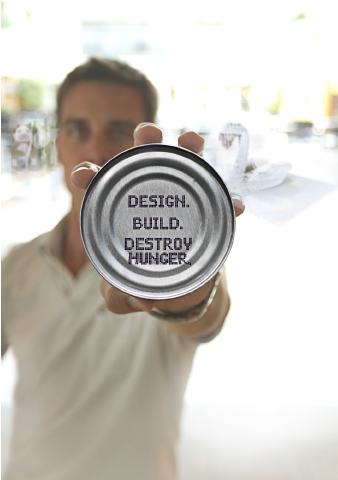 DESIGN.
BUILD.
DESTROY
HUNGER.